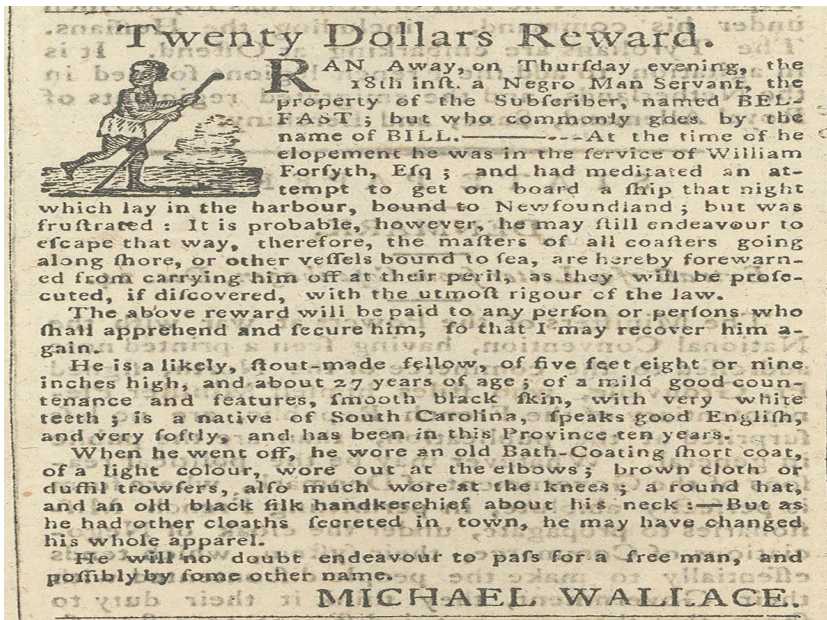 Twenty Dollars Reward.
RAN Away, on Thurſday evening, the
18th inſt. a Negro Man Servant, the
property of the Subſcriber, named BEL-
FAST ; but who commonly goes by the
name of BILL.————---At the time of he
elopement he was in the ſervice of William
Forſyth, Eſq ; and had meditated an at-
tempt to get on board a ſhip that night
which lay in the harbour, bound to Newfoundland ; but was
fruſtrated : It is probable, however, he may ſtill endeavour to
eſcape that way, therefore, the maſters of all coaſters going
along ſhore, or other veſſels bound to ſea, are hereby forewarn-
ed from carrying him off at their peril, as they will be proſe-
cuted, if diſcovered, with the utmoſt rigour of the law.
The above reward will be paid to any perſon or perſons who
ſhall apprehend and ſecure him, ſo that I may recover him a-
gain.
He is a likely, ſtout-made fellow, of five feet eight or nine
inches high, and about 27 years of age ; of a mild good coun-
tenance and features, ſmooth black ſkin, with very white
teeth ; is a native of South Carolina, ſpeaks good Engliſh,
and very ſoftly, and has been in this Province ten years.
When he went off, he wore an old Bath-Coating ſhort coat,
of a light colour, wore out at the elbows ; brown cloth or
duffil trowſers, alſo much wore at the knees ; a round hat,
and an old black ſilk handkerchief about his neck :—But as
he had other cloaths ſecreted in town, he may have changed
his whole apparel.
He will no doubt endeavour to paſs for a free man, and
poſſibly by ſome other name.
MICHAEL WALLACE.